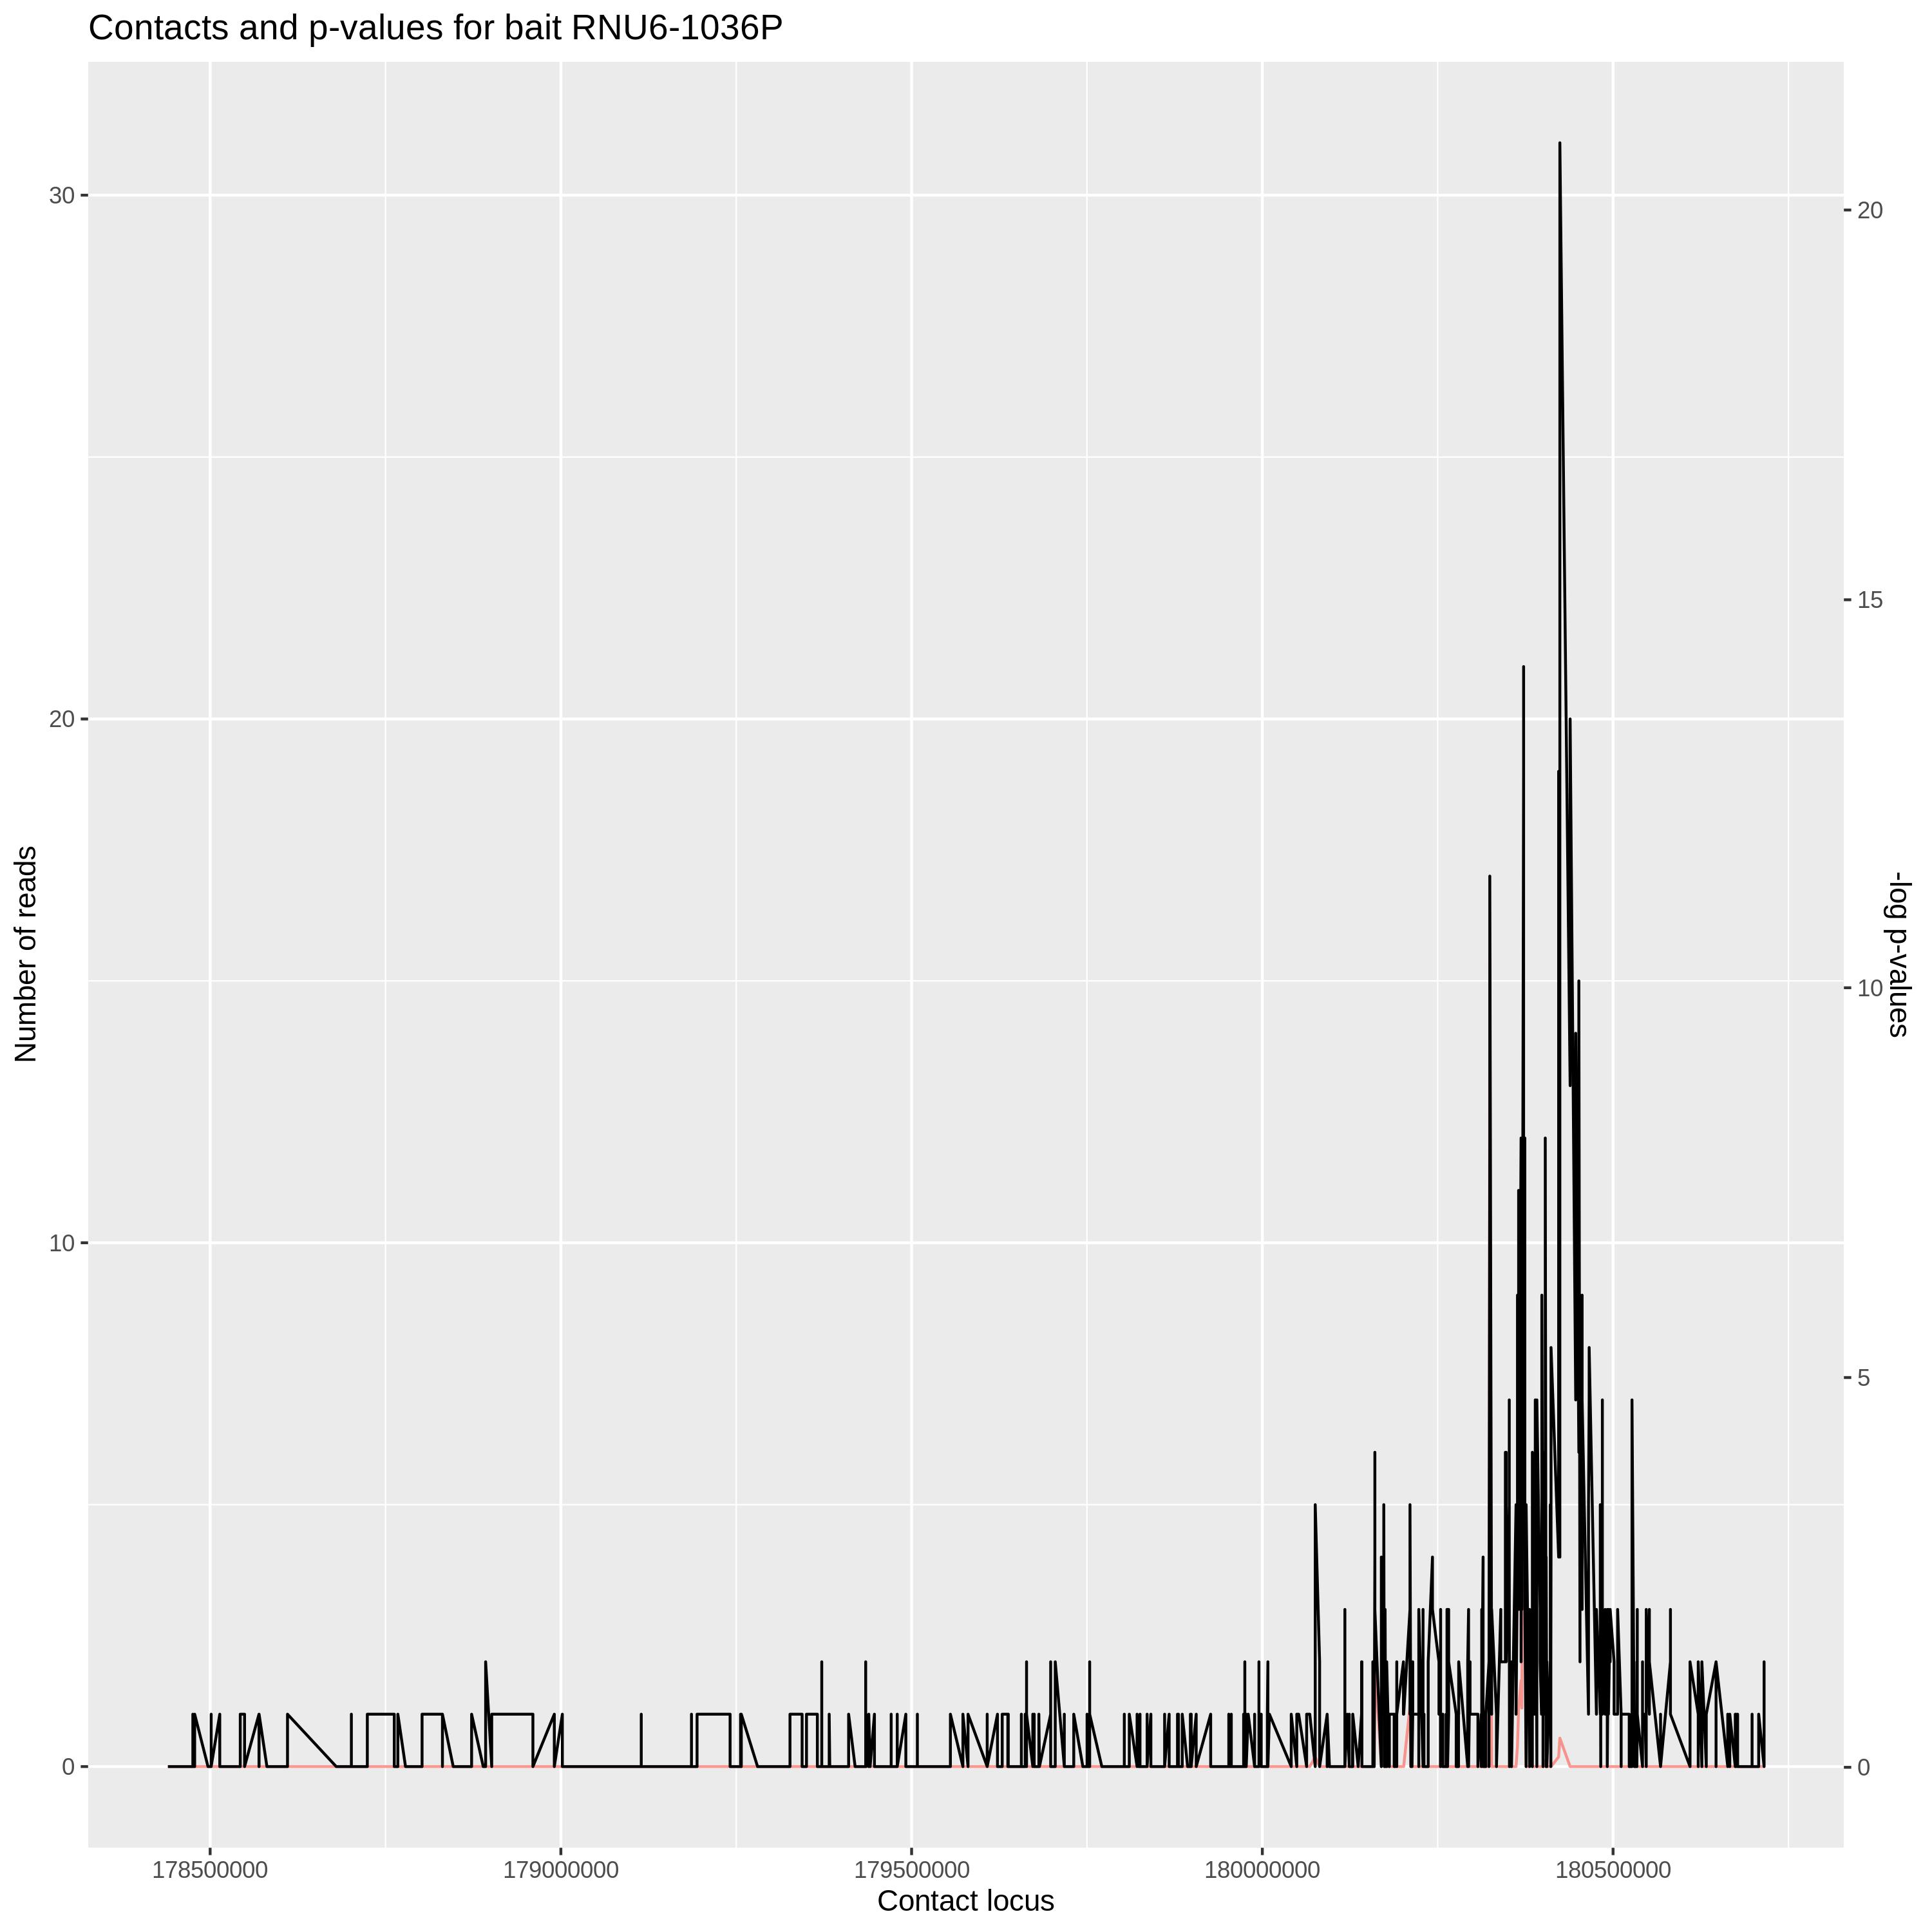 Contacts and p-values for bait RNU6-1036P
30
20
10
0
Number of reads
20
15
10
5
0
-log p-values
178500000 179000000 179500000 180000000 180500000
Contact locus